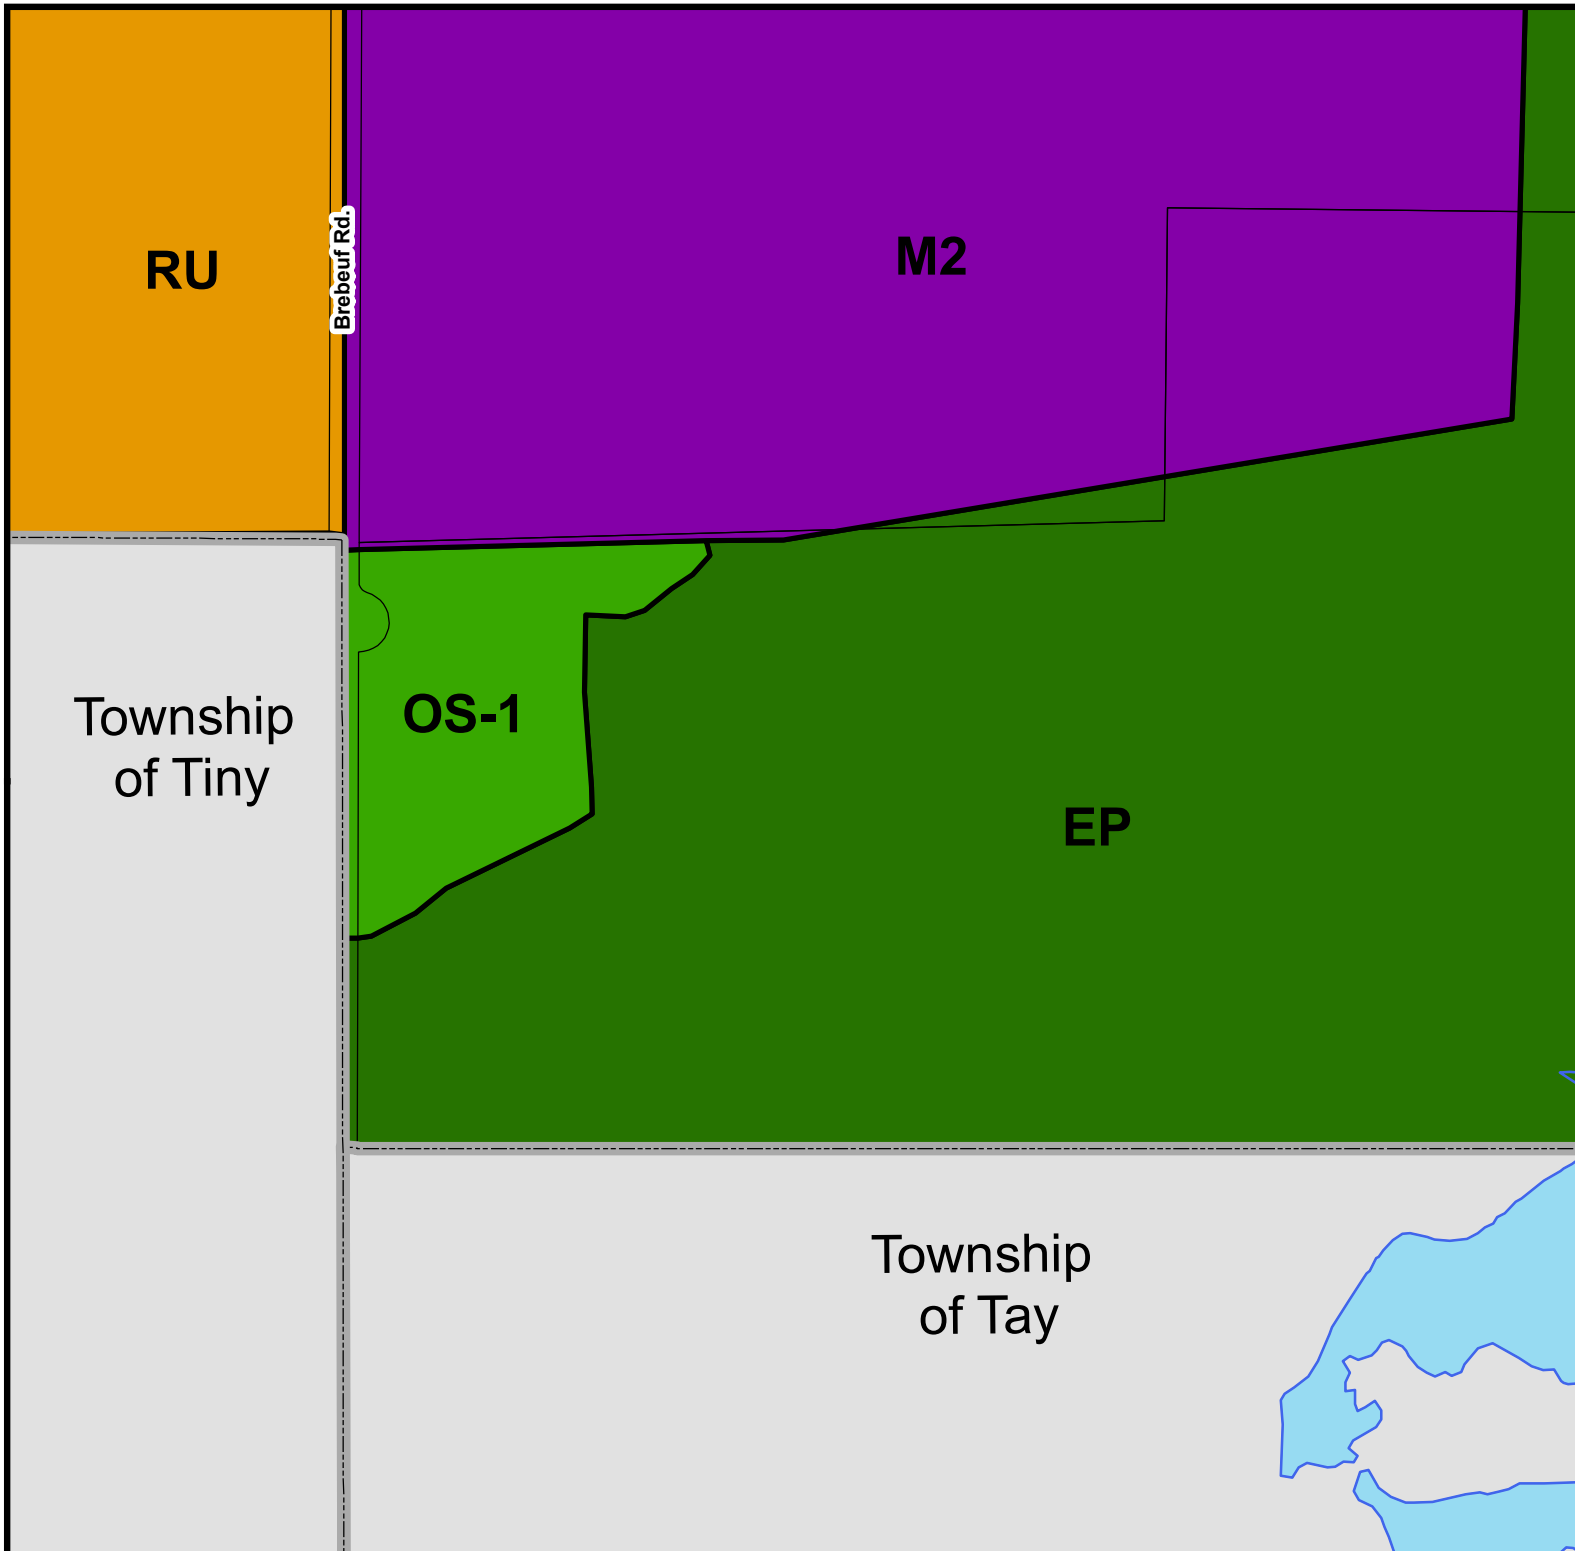 RU
Brebeuf Rd.
M2
OS-1
Township
of Tiny
EP
Township
of Tay